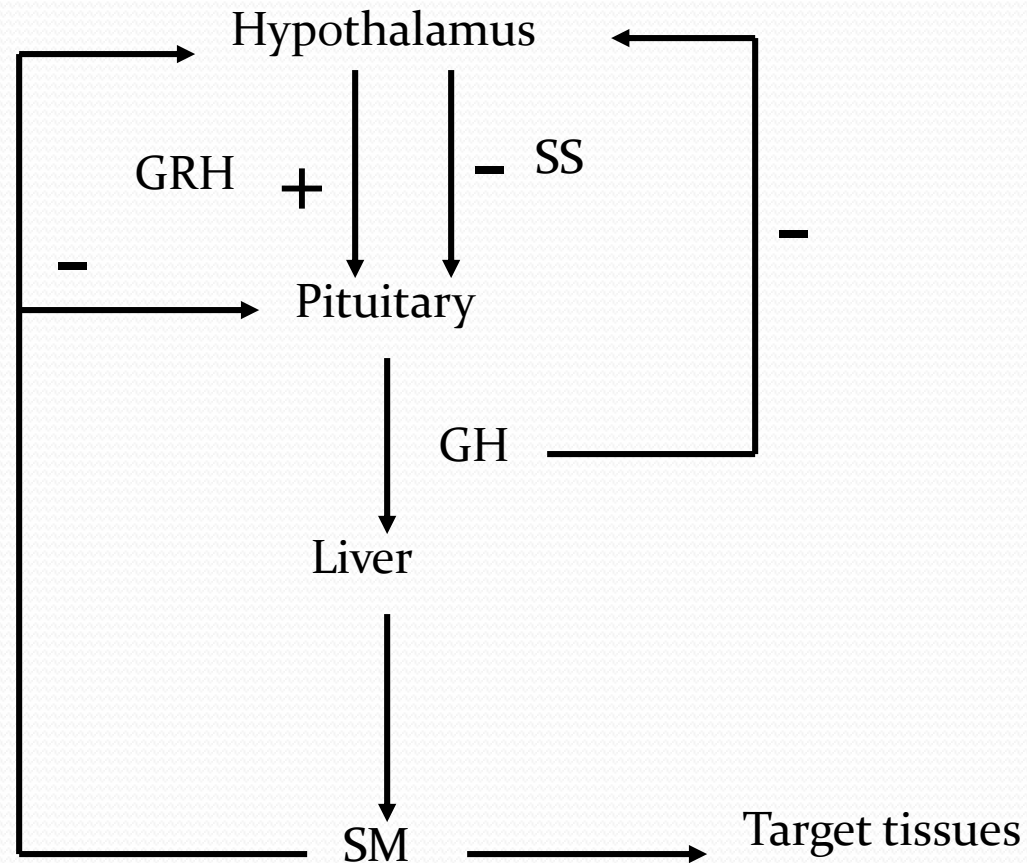 Hypothalamus
GRH + - SS
-
-
Pituitary
GH
Liver
SM
Target tissues